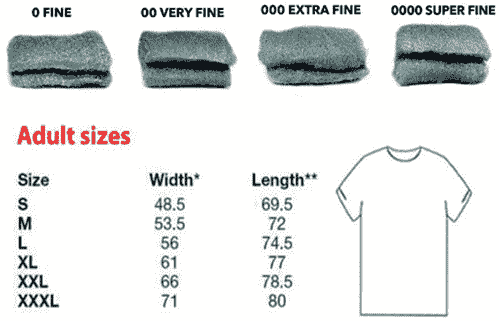 0 FINE 00 VERY FINE 000 EXTRA FINE 0000 SUPER FINE
Adult sizes
Size Width* Length**
S 48.5 69.5
M 53.5 72
L 56 74.5
XL 61 77
XXL 66 78.5
XXXL 71 80